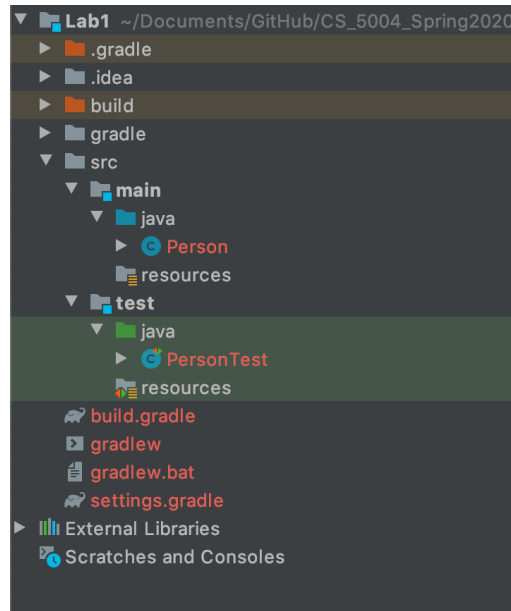 Lab1 ~/Documents/GitHub/CS_5004_Spring2020
.gradle
.idea
build
gradle
src
main
java
Person
resources
test
java
PersonTest
resources
build.gradle
gradlew
gradlew.bat
settings.gradle
External Libraries
Scratches and Consoles